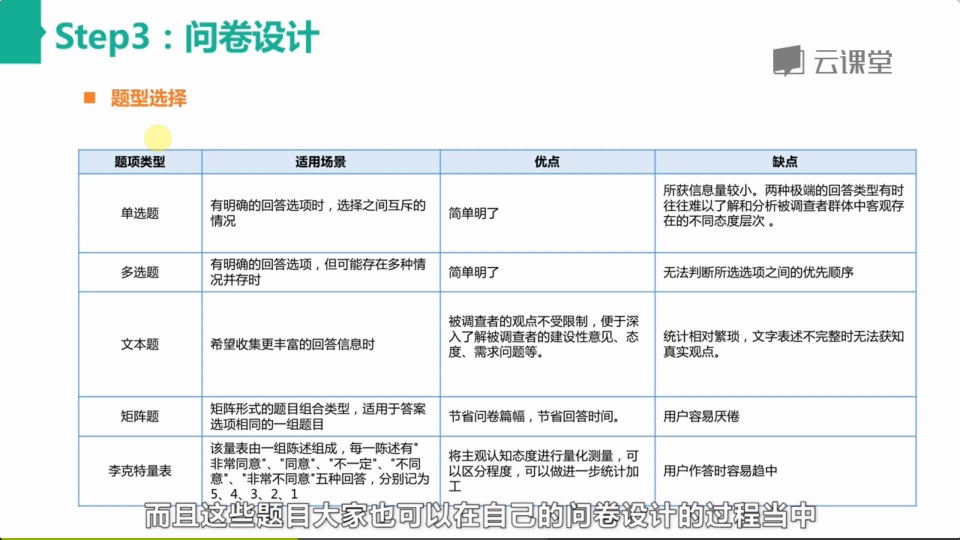 Step3：问卷设计
云课堂
题型选择
题项类型 适用场景 优点 缺点
单选题
有明确的回答选项时，选择之间互斥的
情况
简单明了
所获信息量较小。两种极端的回答类型有时
往往难以了解和分析被调查者群体中客观存
在的不同态度层次 。
多选题
有明确的回答选项，但可能存在多种情
况并存时
简单明了
无法判断所选选项之间的优先顺序
文本题
希望收集更丰富的回答信息时
被调查者的观点不受限制，便于深
入了解被调查者的建设性意见、态
度、需求问题等。
统计相对繁琐，文字表述不完整时无法获知
真实观点。
矩阵题
矩阵形式的题目组合类型，适用于答案
选项相同的一组题目
节省问卷篇幅，节省回答时间。
用户容易厌倦
李克特量表
该量表由一组陈述组成，每一陈述有"
非常同意"、"同意"、"不一定"、"不同
意"、"非常不同意"五种回答，分别记为
5、4、3、2、1
将主观认知态度进行量化测量，可
以区分程度，可以做进一步统计加
工
用户作答时容易趋中
而且这些题目大家也可以在自己的问卷设计的过程当中